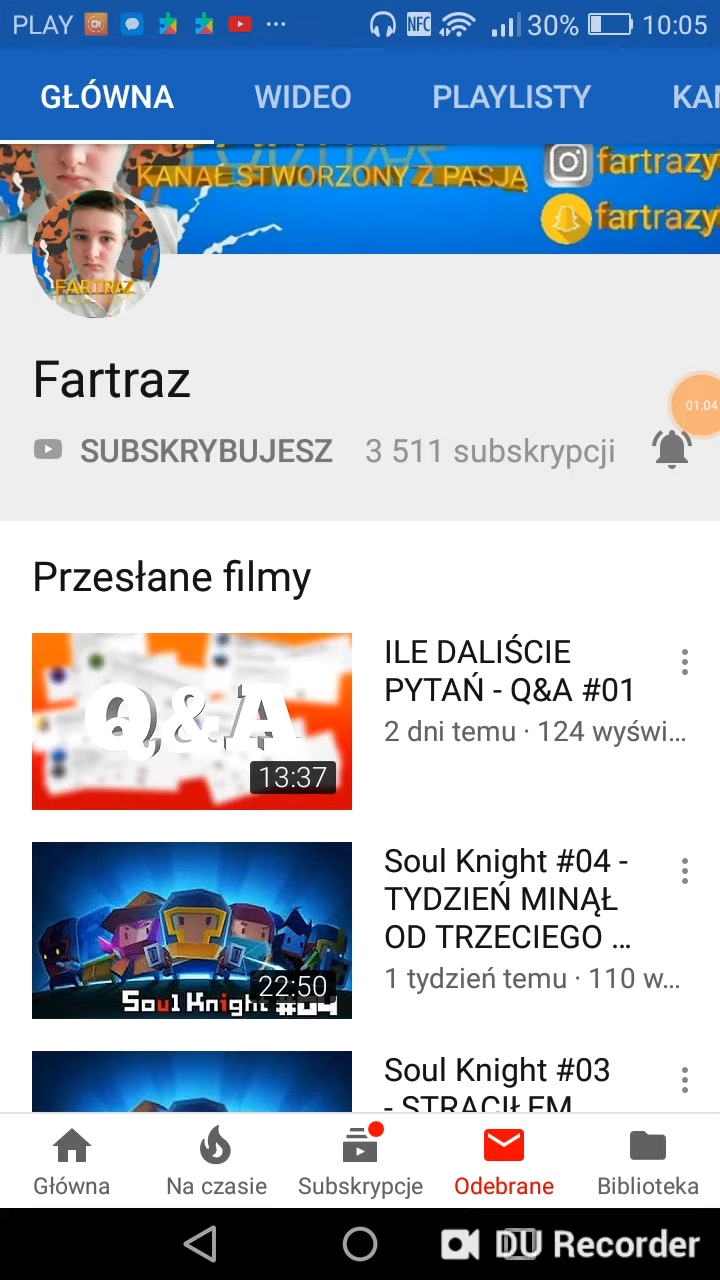 PLAY NFC 30% 10:05
GŁÓWNA WIDEO PLAYLISTY KAN
KANAŁ STWORZONY Z PASJĄ
fartrazy
fartrazy
FARTRAZ
Fartraz
01:04
SUBSKRYBUJESZ 3 511 subskrypcji
Przesłane filmy
Q&A
13:37
ILE DALIŚCIE
PYTAŃ - Q&A #01
2 dni temu · 124 wyświ...
Soul Knight #04
22:50
Soul Knight #04 -
TYDZIEŃ MINĄŁ
OD TRZECIEGO ...
1 tydzień temu · 110 w...
Soul Knight #03
- STRACIŁEM
Główna Na czasie Subskrypcje Odebrane Biblioteka
DU Recorder